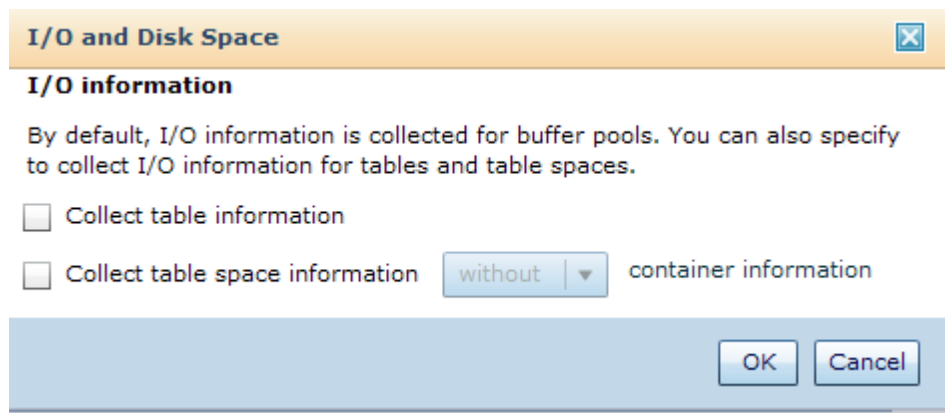 I/O and Disk Space
I/O information
By default, I/O information is collected for buffer pools. You can also specify
to collect I/O information for tables and table spaces.
Collect table information
Collect table space information without container information
OK Cancel